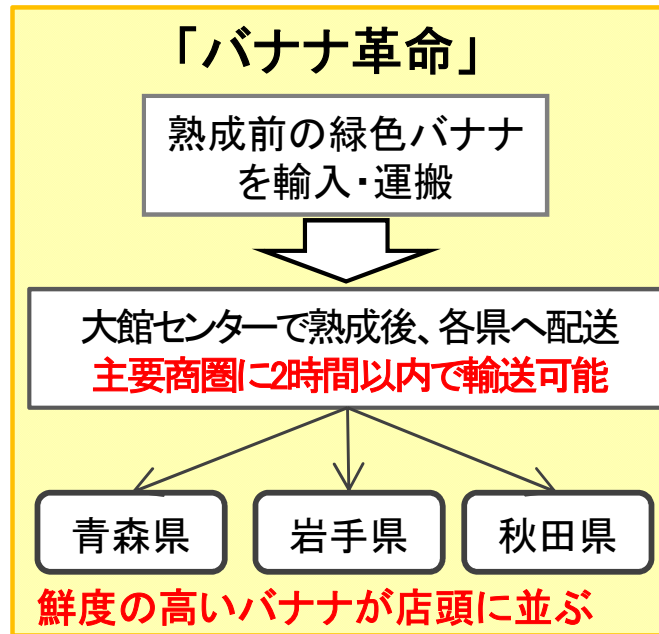 「バナナ革命」
熟成前の緑色バナナ
を輸入・運搬
大館センターで熟成後、各県へ配送
主要商圏に2時間以内で輸送可能
青森県
岩手県
秋田県
鮮度の高いバナナが店頭に並ぶ